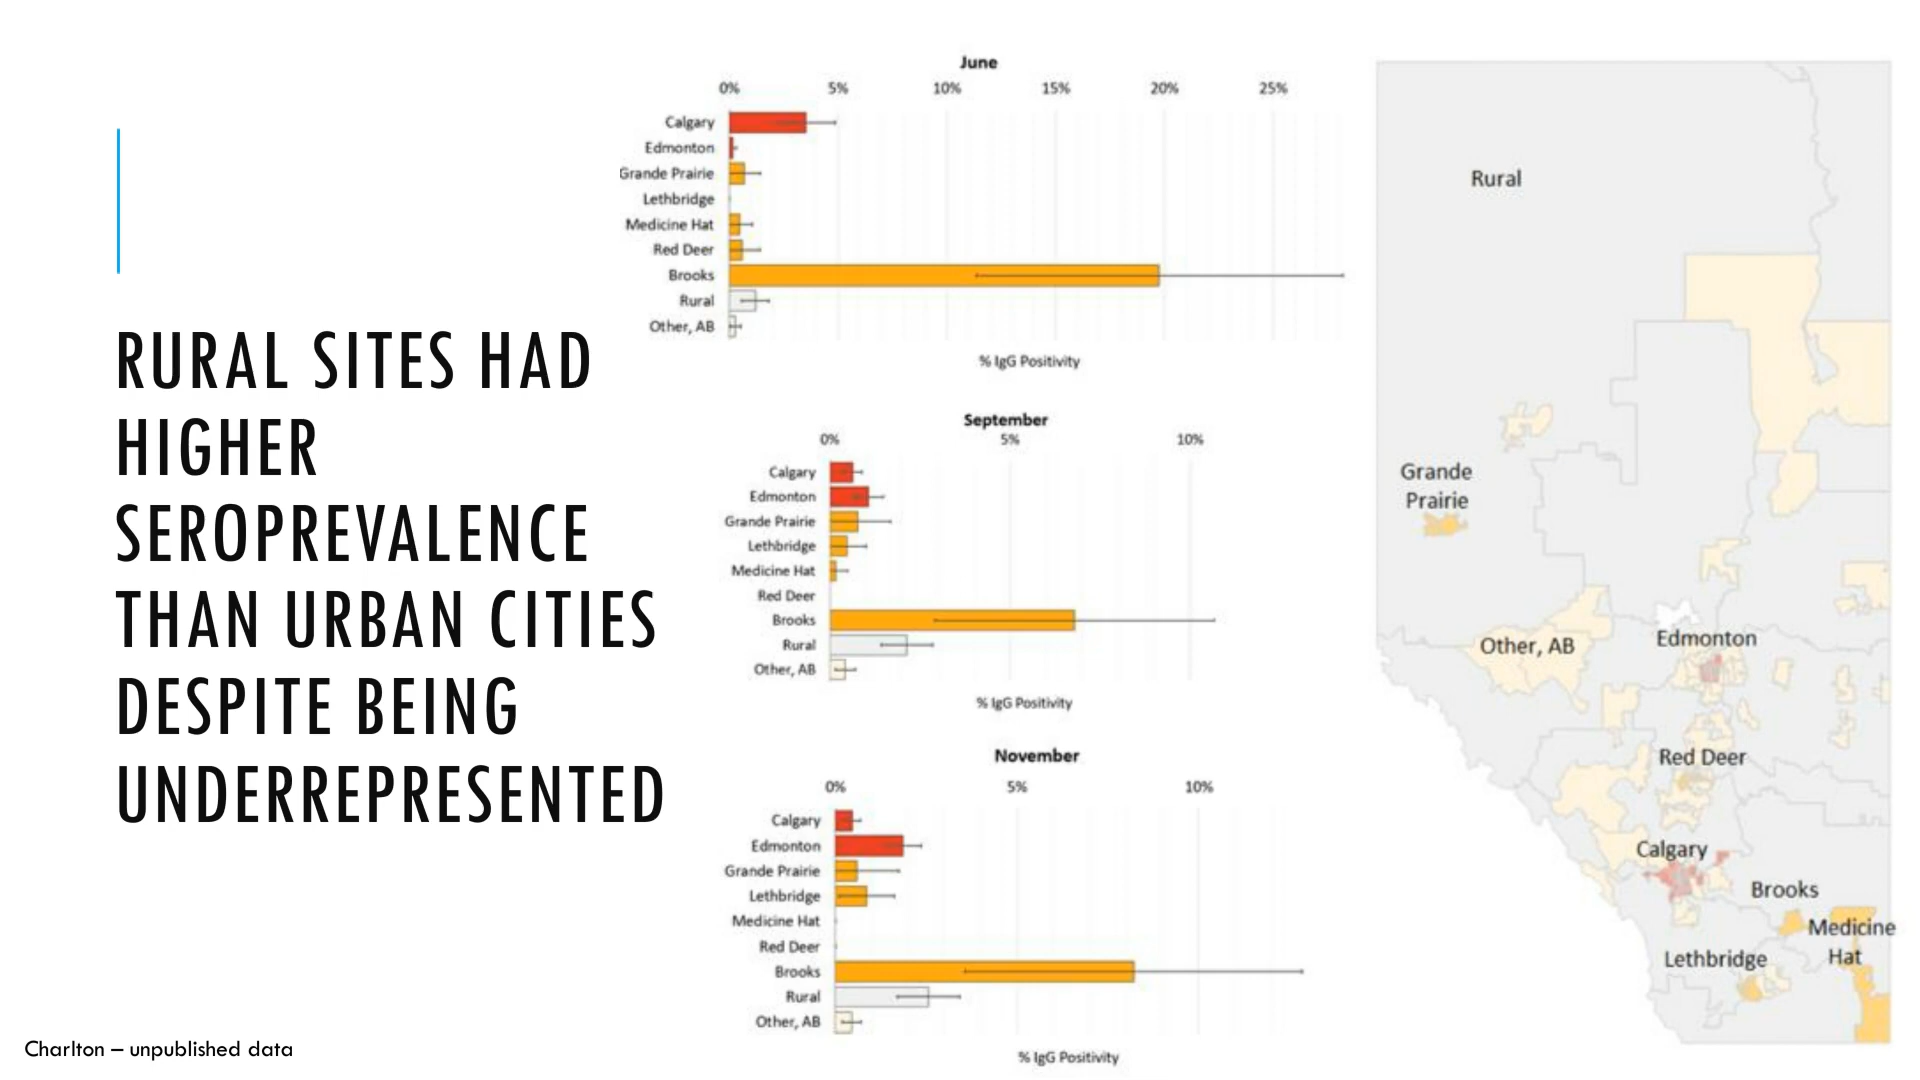 RURAL SITES HAD
HIGHER
SEROPREVALENCE
THAN URBAN CITIES
DESPITE BEING
UNDERREPRESENTED
Charlton – unpublished data
June
0% 5% 10% 15% 20% 25%
Calgary
Edmonton
Grande Prairie
Lethbridge
Medicine Hat
Red Deer
Brooks
Rural
Other, AB
% IgG Positivity
September
0% 5% 10%
Calgary
Edmonton
Grande Prairie
Lethbridge
Medicine Hat
Red Deer
Brooks
Rural
Other, AB
% IgG Positivity
November
0% 5% 10%
Calgary
Edmonton
Grande Prairie
Lethbridge
Medicine Hat
Red Deer
Brooks
Rural
Other, AB
% IgG Positivity
Rural
Grande
Prairie
Other, AB
Edmonton
Red Deer
Calgary
Brooks
Medicine
Hat
Lethbridge